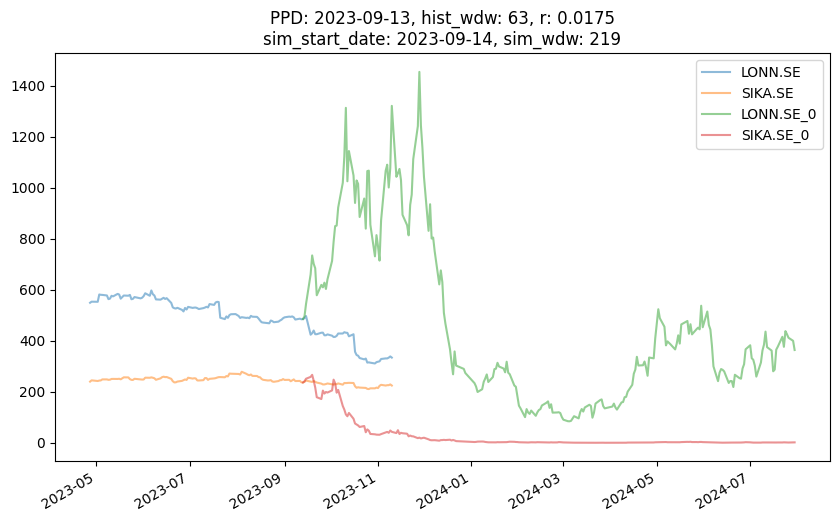 PPD: 2023-09-13, hist_wdw: 63, r: 0.0175
sim_start_date: 2023-09-14, sim_wdw: 219
LONN.SE
SIKA.SE
LONN.SE_0
SIKA.SE_0
1400
1200
1000
800
600
400
200
0
2023-05
2023-07
2023-09
2023-11
2024-01
2024-03
2024-05
2024-07